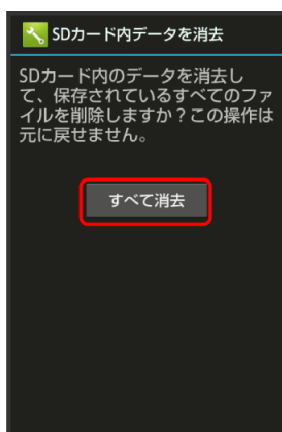 SDカード内データを消去
SDカード内のデータを消去し
て、保存されているすべてのファ
イルを削除しますか？この操作は
元に戻せません。
すべて消去